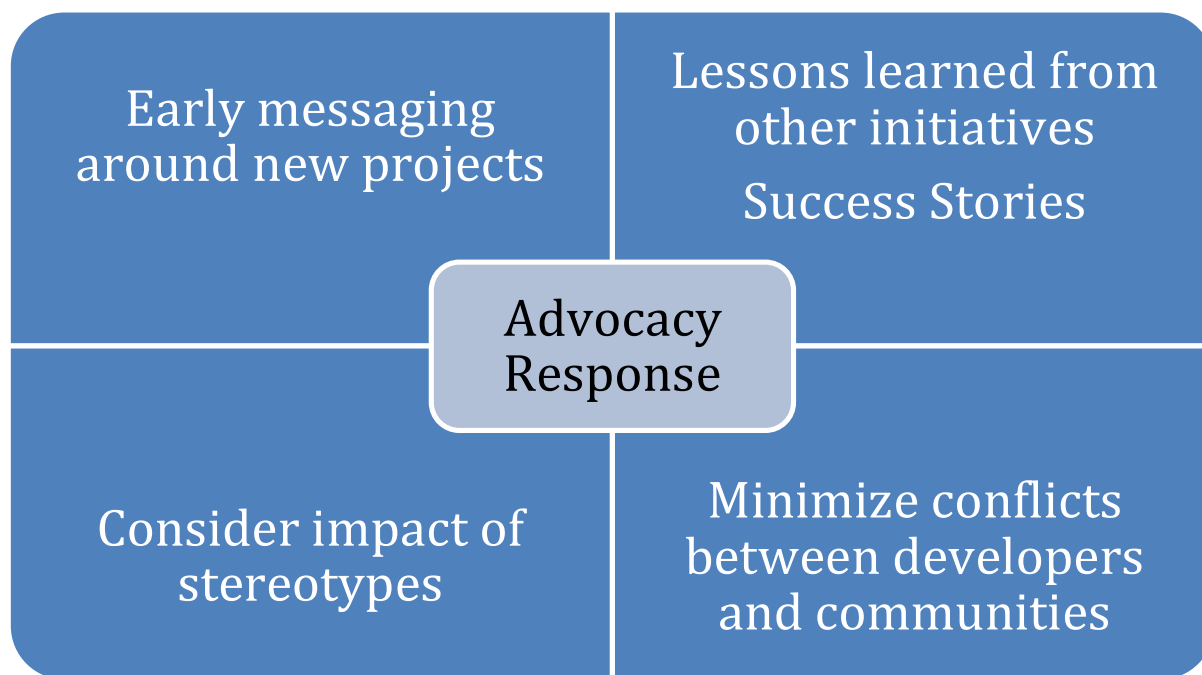 Early messaging
around new projects
Lessons learned from
other initiatives
Success Stories
Advocacy
Response
Consider impact of
stereotypes
Minimize conflicts
between developers
and communities